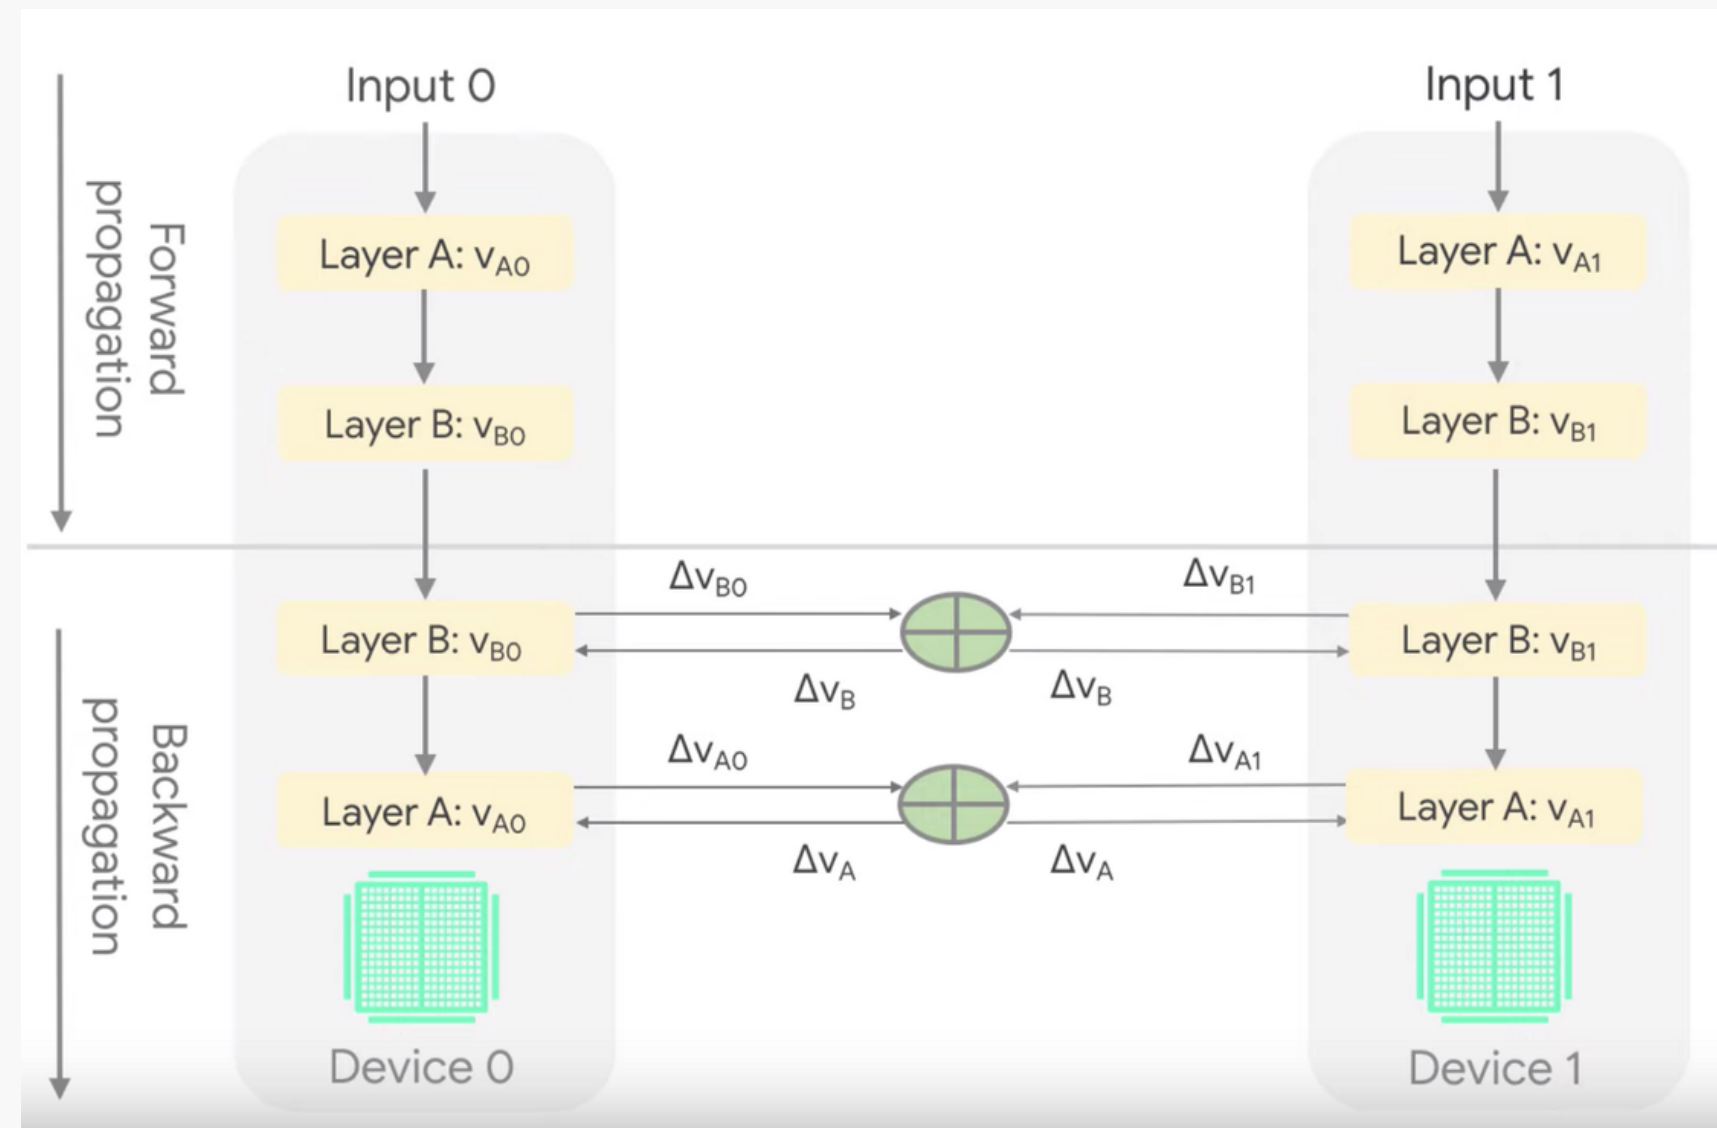 Input 0
Input 1
Forward
propagation
Layer A: vA0
Layer A: vA1
Layer B: vB0
Layer B: vB1
ΔvB0
ΔvB1
Layer B: vB0
Layer B: vB1
ΔvB
ΔvB
Backward
propagation
ΔvA0
ΔvA1
Layer A: vA0
Layer A: vA1
ΔvA
ΔvA
Device 0
Device 1